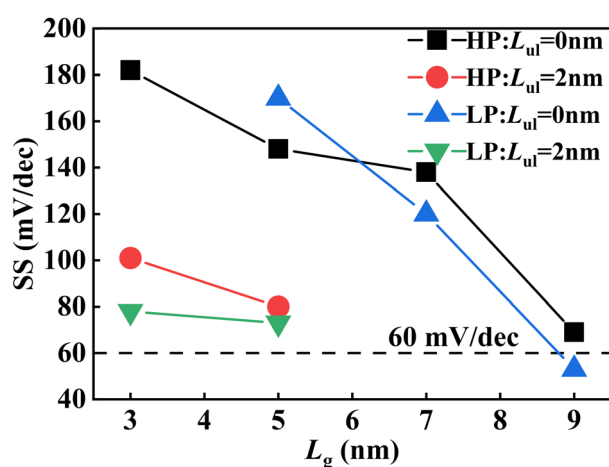 HP:Lul=0nm
HP:Lul=2nm
LP:Lul=0nm
LP:Lul=2nm
SS (mV/dec)
200
180
160
140
120
100
80
60
40
60 mV/dec
3 4 5 6 7 8 9
Lg (nm)